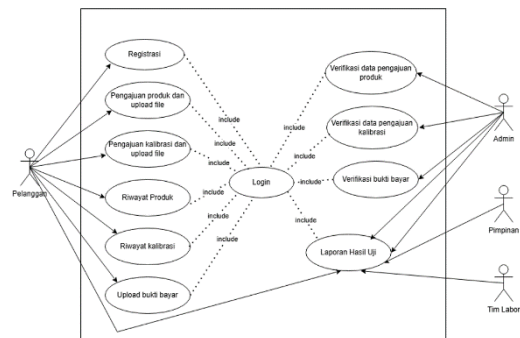 Registrasi
include
Pengajuan produk dan
upload file
include
Pengajuan kalibrasi dan
upload file
include
Riwayat Produk
include
Riwayat kalibrasi
include
Upload bukti bayar
include
Pelanggan
Login
Verifikasi data pengajuan
produk
include
Verifikasi data pengajuan
kalibrasi
include
Verifikasi bukti bayar
include
Laporan Hasil Uji
include
Admin
Pimpinan
Tim Labor